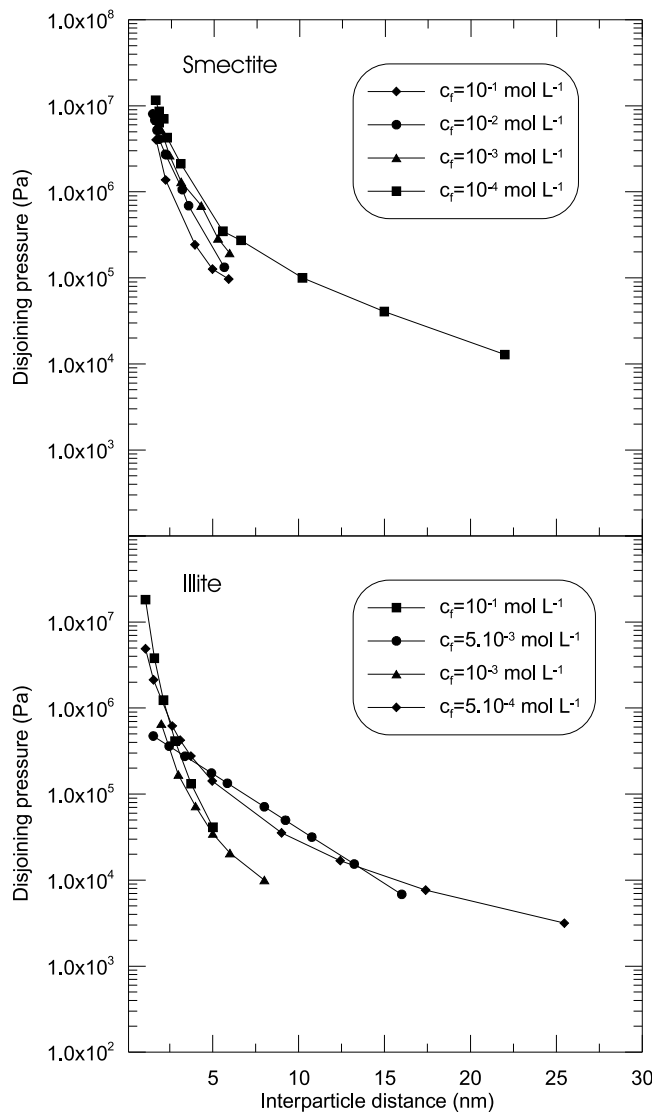 1.0x10⁸
1.0x10⁷
1.0x10⁶
1.0x10⁵
1.0x10⁴
1.0x10³
Disjoining pressure (Pa)
Smectite
c_f=10⁻¹ mol L⁻¹
c_f=10⁻² mol L⁻¹
c_f=10⁻³ mol L⁻¹
c_f=10⁻⁴ mol L⁻¹
1.0x10⁷
1.0x10⁶
1.0x10⁵
1.0x10⁴
1.0x10³
1.0x10²
Disjoining pressure (Pa)
Illite
c_f=10⁻¹ mol L⁻¹
c_f=5.10⁻³ mol L⁻¹
c_f=10⁻³ mol L⁻¹
c_f=5.10⁻⁴ mol L⁻¹
5 10 15 20 25 30
Interparticle distance (nm)